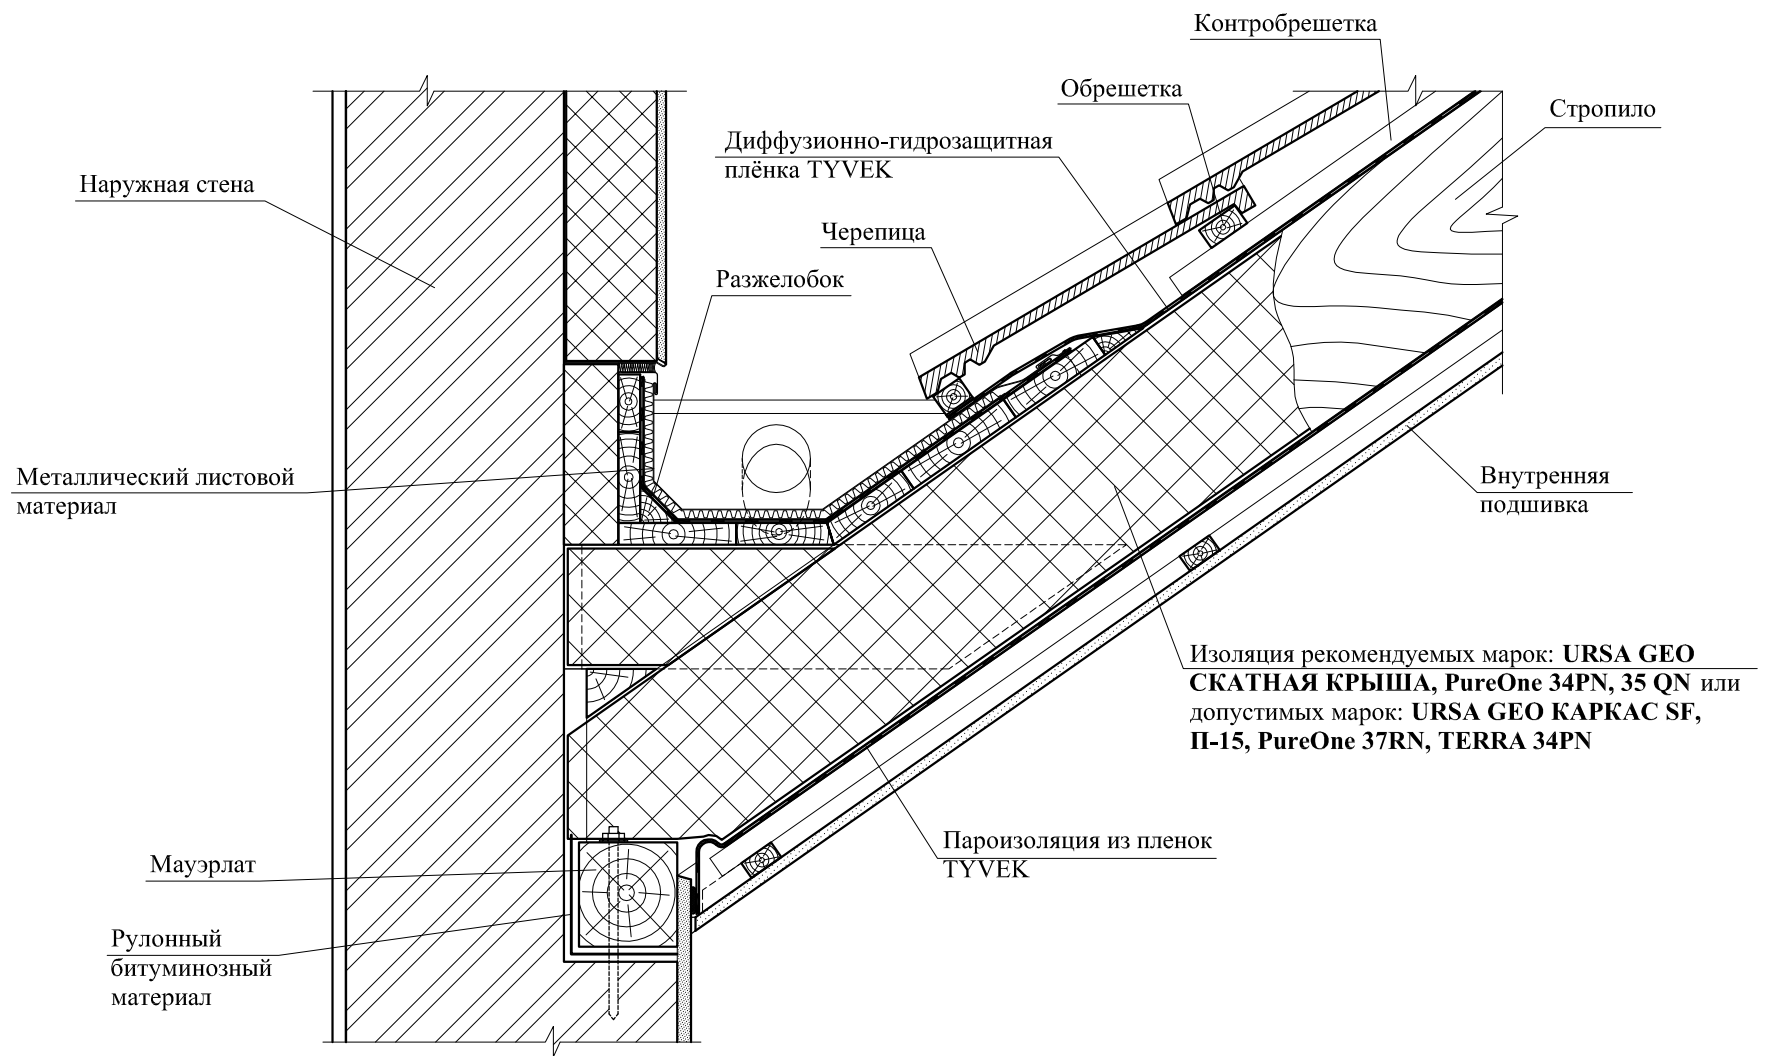 Контробрешетка
Обрешетка
Стропило
Диффузионно-гидрозащитная
плёнка TYVEK
Наружная стена
Черепица
Разжелобок
Металлический листовой
материал
Внутренняя
подшивка
Изоляция рекомендуемых марок: URSA GEO
СКАТНАЯ КРЫША, PureOne 34PN, 35 QN или
допустимых марок: URSA GEO КАРКАС SF,
П-15, PureOne 37RN, TERRA 34PN
Пароизоляция из пленок
TYVEK
Мауэрлат
Рулонный
битуминозный
материал